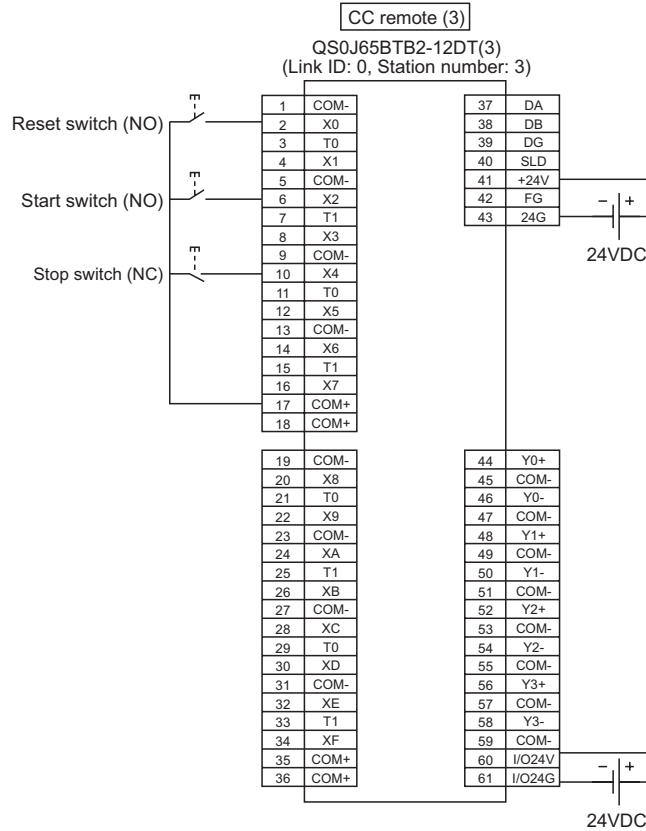 CC remote (3)
QS0J65BTB2-12DT(3)
(Link ID: 0, Station number: 3)
Reset switch (NO)
Start switch (NO)
Stop switch (NC)
1 COM-
2 X0
3 T0
4 X1
5 COM-
6 X2
7 T1
8 X3
9 COM-
10 X4
11 T0
12 X5
13 COM-
14 X6
15 T1
16 X7
17 COM+
18 COM+
19 COM-
20 X8
21 T0
22 X9
23 COM-
24 XA
25 T1
26 XB
27 COM-
28 XC
29 T0
30 XD
31 COM-
32 XE
33 T1
34 XF
35 COM+
36 COM+
37 DA
38 DB
39 DG
40 SLD
41 +24V
42 FG
43 24G
- +
24VDC
44 Y0+
45 COM-
46 Y0-
47 COM-
48 Y1+
49 COM-
50 Y1-
51 COM-
52 Y2+
53 COM-
54 Y2-
55 COM-
56 Y3+
57 COM-
58 Y3-
59 COM-
60 I/O24V
61 I/O24G
- +
24VDC